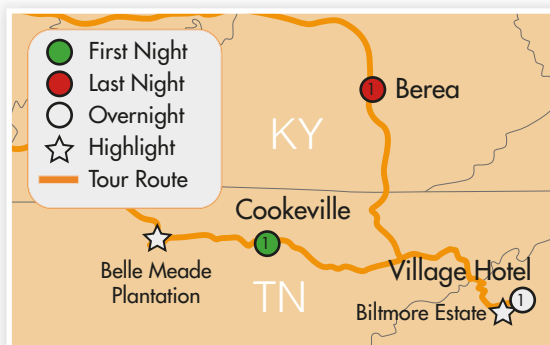 First Night
Last Night
Overnight
Highlight
Tour Route
1
Berea
KY
Cookeville
1
Belle Meade
Plantation
TN
Village Hotel
1
Biltmore Estate